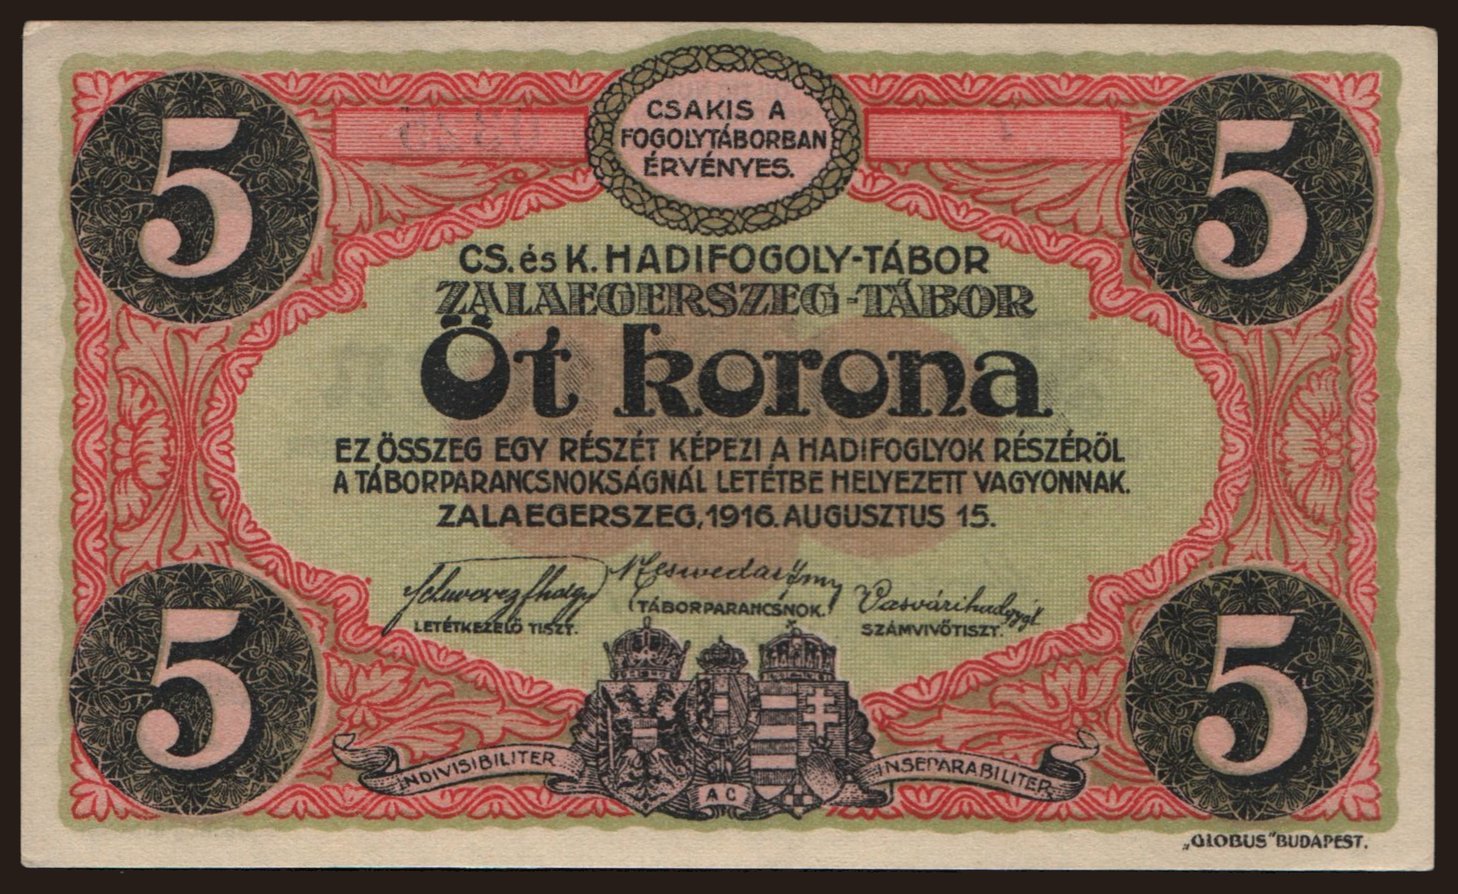 5
5
CSAKIS A
FOGOLYTÁBORBAN
ÉRVÉNYES.
CS. és K. HADIFOGOLY-TÁBOR
ZALAEGERSZEG-TÁBOR
Öt korona
EZ ÖSSZEG EGY RÉSZÉT KÉPEZI A HADIFOGLYOK RÉSZÉRŐL
A TÁBORPARANCSNOKSÁGNÁL LETÉTBE HELYEZETT VAGYONNAK.
ZALAEGERSZEG, 1916. AUGUSZTUS 15.
LETÉTKEZELŐ TISZT.
TÁBORPARANCSNOK.
SZÁMVIVŐTISZT.
5
5
INDIVISIBILITER
AC
INSEPARABILITER
„GLOBUS" BUDAPEST.